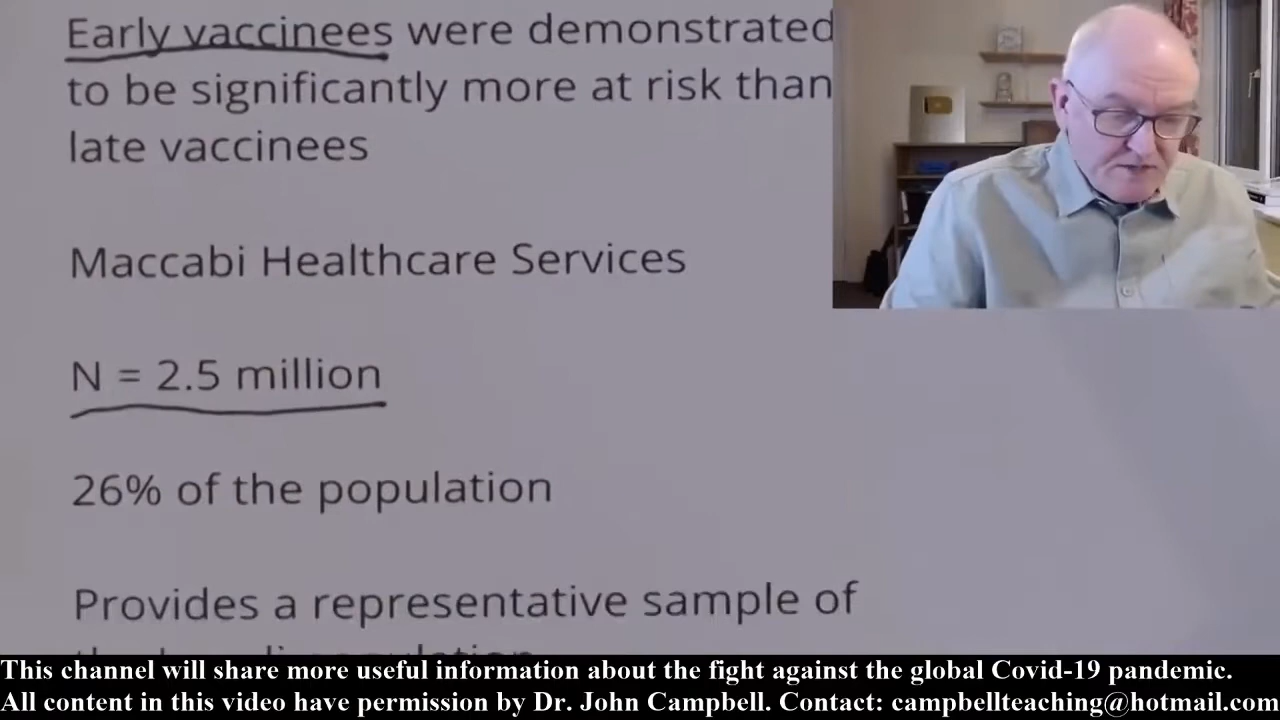 Early vaccinees were demonstrated
to be significantly more at risk than
late vaccinees
Maccabi Healthcare Services
N = 2.5 million
26% of the population
Provides a representative sample of
This channel will share more useful information about the fight against the global Covid-19 pandemic.
All content in this video have permission by Dr. John Campbell. Contact: campbellteaching@hotmail.com